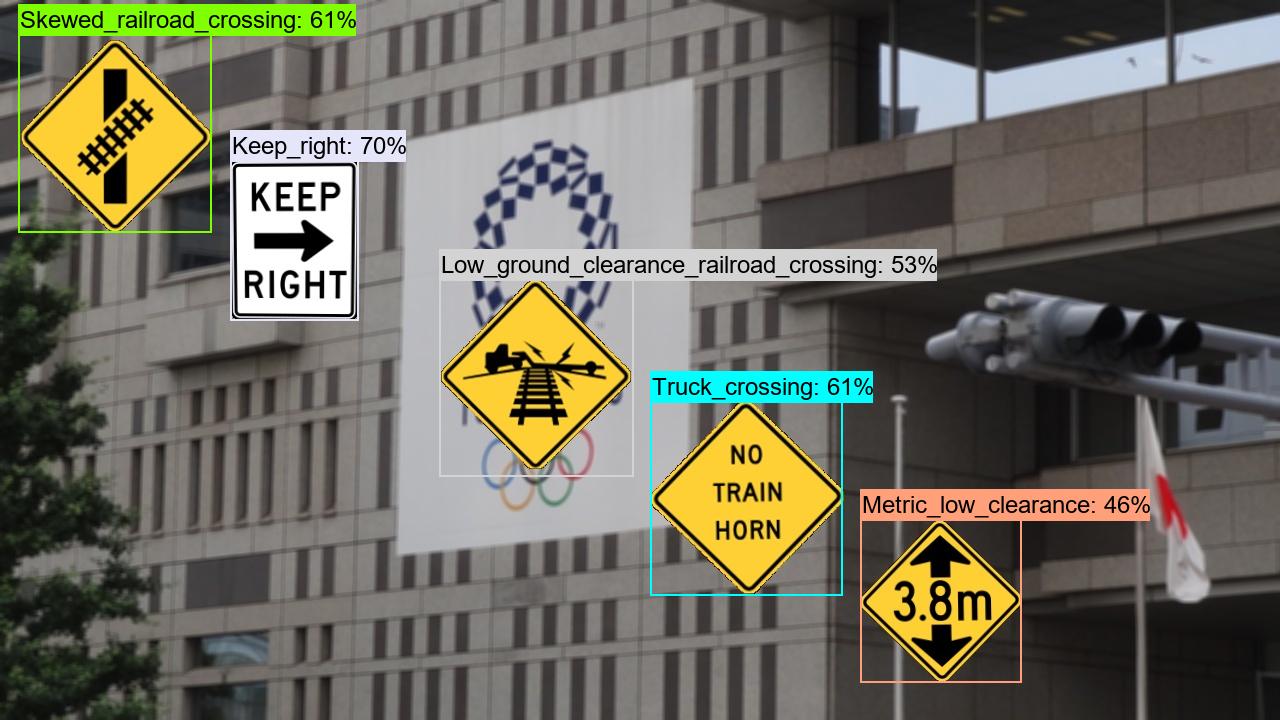 Skewed_railroad_crossing: 61%
Keep_right: 70%
KEEP
RIGHT
Low_ground_clearance_railroad_crossing: 53%
Truck_crossing: 61%
NO
TRAIN
HORN
Metric_low_clearance: 46%
3.8m